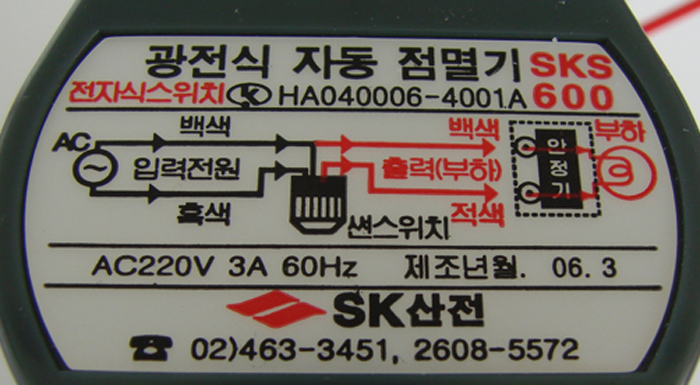 광전식 자동 점멸기 SKS
전자식스위치 K HA040006-4001A 600
백색 백색 부하
AC 입력전원 출력(부하) 안정기
흑색 썬스위치 적색
AC220V 3A 60Hz 제조년월. 06. 3
SK산전
☎ 02)463-3451, 2608-5572